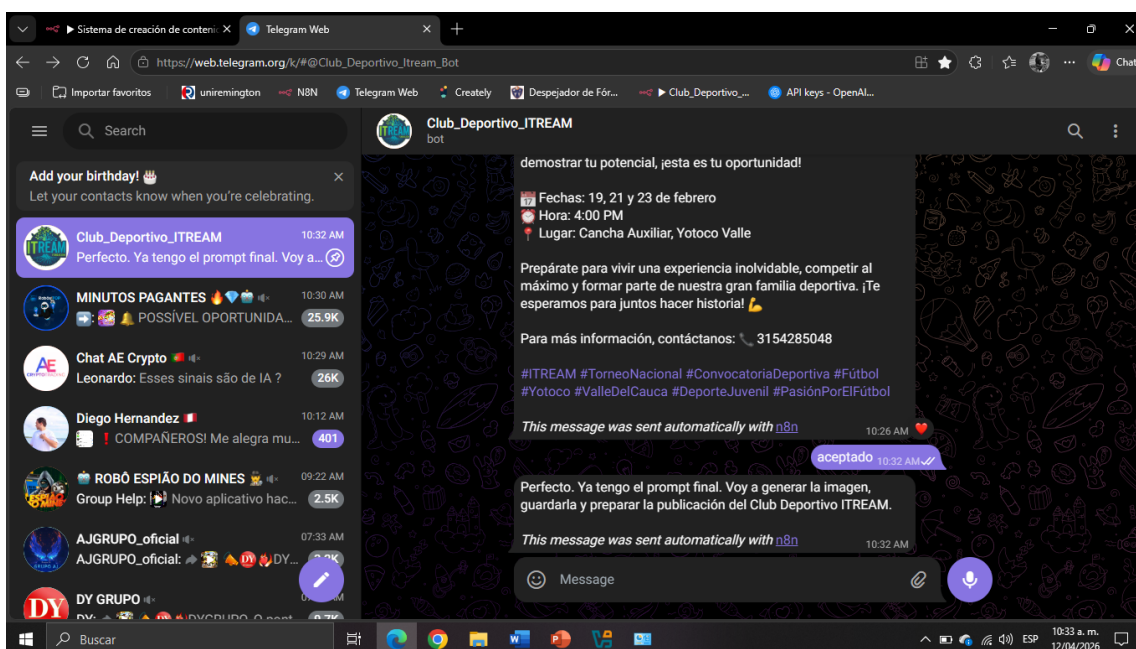 ▶ Sistema de creación de conteni
Telegram Web
https://web.telegram.org/k/#@Club_Deportivo_Itream_Bot
Chat
Importar favoritos
uniremington
N8N
Telegram Web
Creately
Despejador de Fór...
▶ Club_Deportivo_...
API keys - OpenAI...
Search
Add your birthday! 🎂
Let your contacts know when you're celebrating.
Club_Deportivo_ITREAM 10:32 AM
Perfecto. Ya tengo el prompt final. Voy a...
MINUTOS PAGANTES 🔥💎🤖 10:30 AM
➡️: 🔔 POSSÍVEL OPORTUNIDA... 25.9K
Chat AE Crypto 🇵🇹 10:29 AM
Leonardo: Esses sinais são de IA ? 26K
Diego Hernandez 🇵🇪 10:12 AM
❗ COMPAÑEROS! Me alegra mu... 401
🤖 ROBÔ ESPIÃO DO MINES 🕵️ 09:22 AM
Group Help: Novo aplicativo hac... 2.5K
AJGRUPO_oficial 07:33 AM
AJGRUPO_oficial: DY...
DY GRUPO
Club_Deportivo_ITREAM
bot
demostrar tu potencial, ¡esta es tu oportunidad!
📅 Fechas: 19, 21 y 23 de febrero
⏰ Hora: 4:00 PM
📍 Lugar: Cancha Auxiliar, Yotoco Valle
Prepárate para vivir una experiencia inolvidable, competir al
máximo y formar parte de nuestra gran familia deportiva. ¡Te
esperamos para juntos hacer historia! 💪
Para más información, contáctanos: 📞 3154285048
#ITREAM #TorneoNacional #ConvocatoriaDeportiva #Fútbol
#Yotoco #ValleDelCauca #DeporteJuvenil #PasiónPorElFútbol
This message was sent automatically with n8n 10:26 AM ❤️
aceptado 10:32 AM
Perfecto. Ya tengo el prompt final. Voy a generar la imagen,
guardarla y preparar la publicación del Club Deportivo ITREAM.
This message was sent automatically with n8n 10:32 AM
Message
Buscar
ESP
10:33 a. m.
12/04/2026